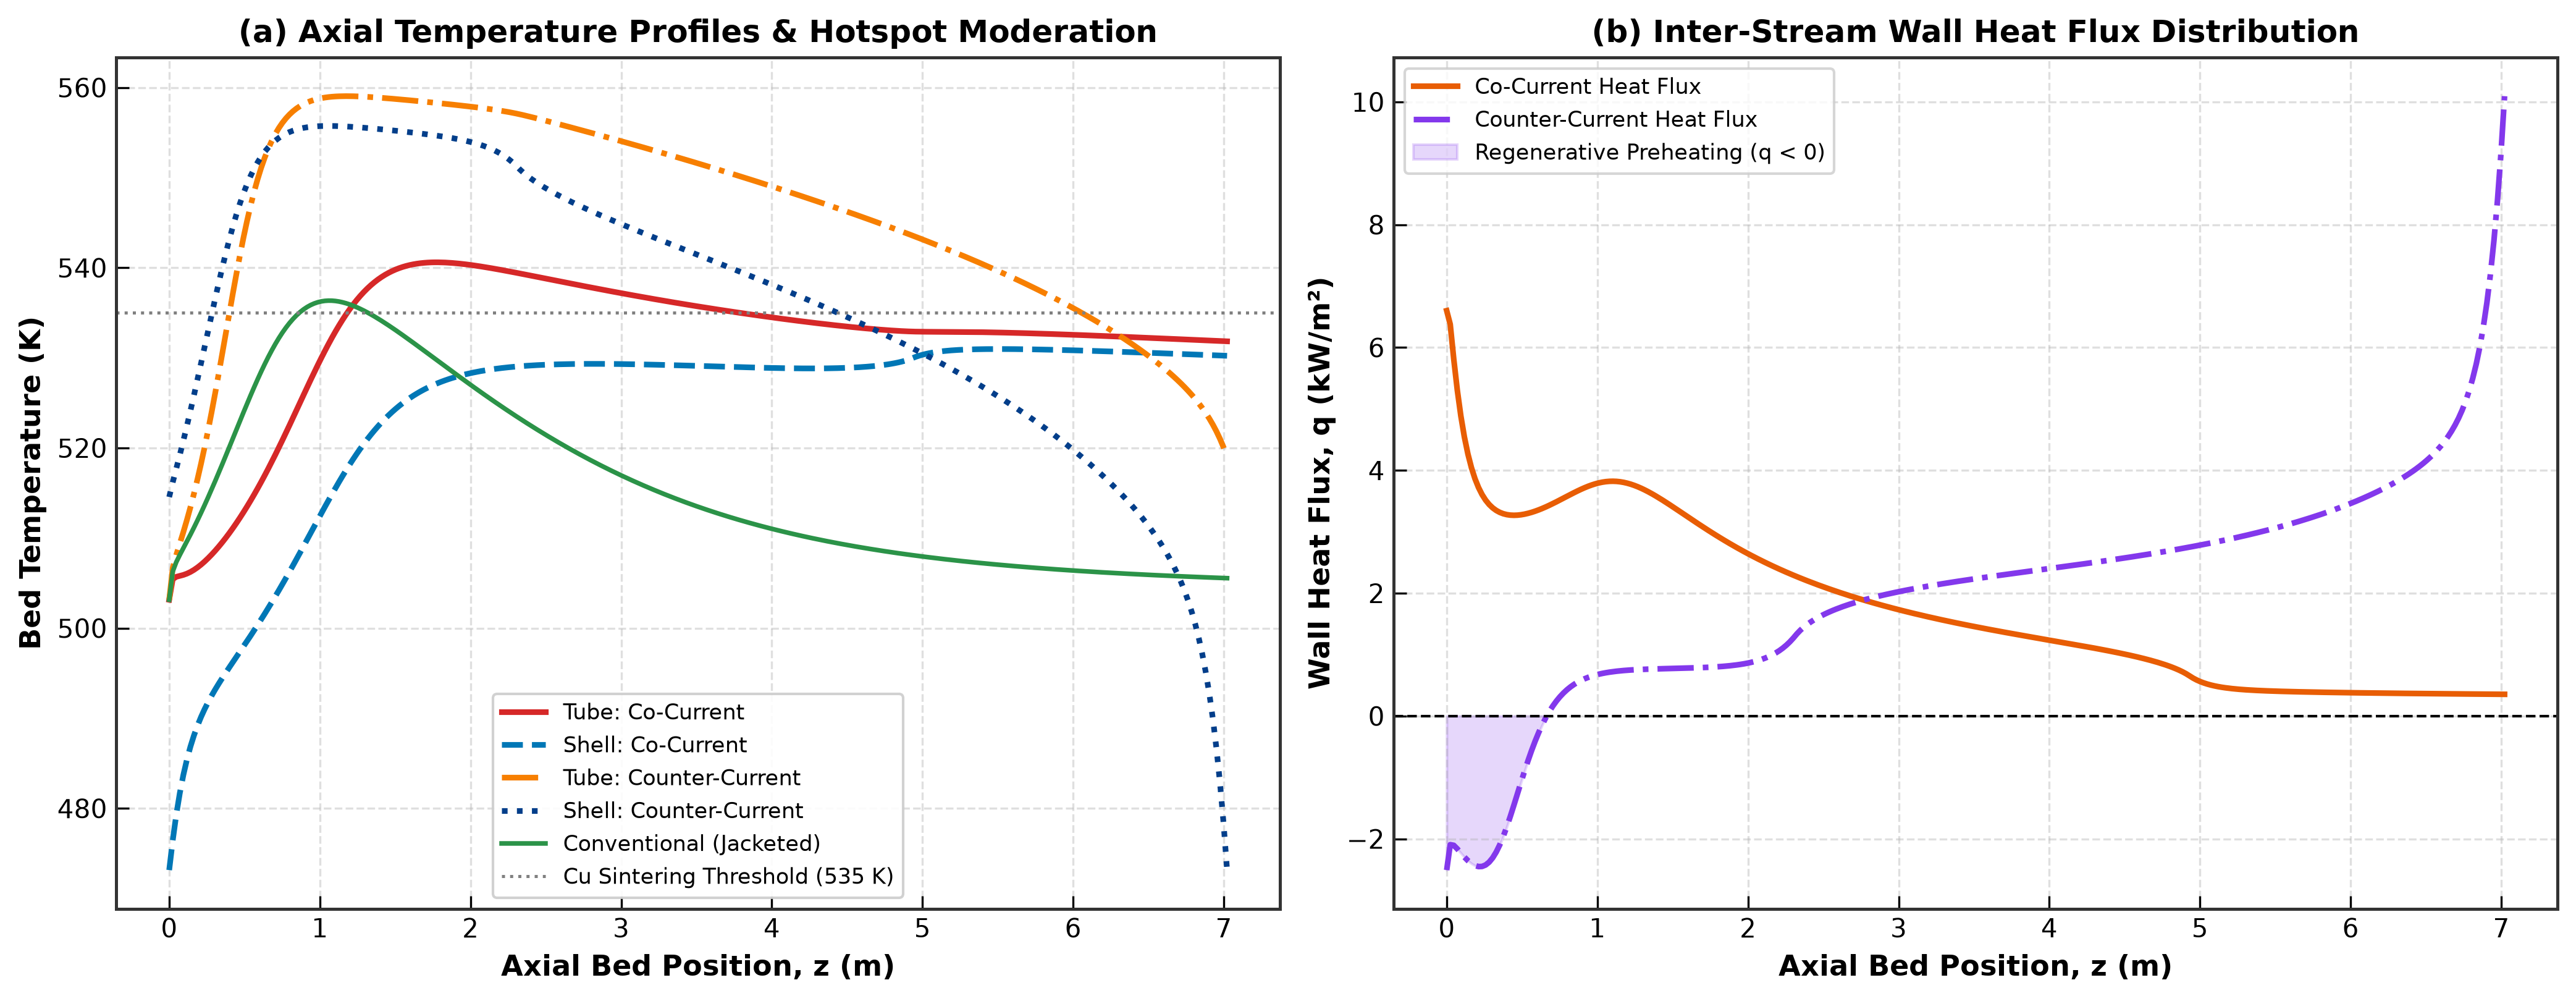 (a) Axial Temperature Profiles & Hotspot Moderation
Bed Temperature (K)
560
540
520
500
480
0 1 2 3 4 5 6 7
Axial Bed Position, z (m)
Tube: Co-Current
Shell: Co-Current
Tube: Counter-Current
Shell: Counter-Current
Conventional (Jacketed)
Cu Sintering Threshold (535 K)
(b) Inter-Stream Wall Heat Flux Distribution
Wall Heat Flux, q (kW/m²)
10
8
6
4
2
0
−2
0 1 2 3 4 5 6 7
Axial Bed Position, z (m)
Co-Current Heat Flux
Counter-Current Heat Flux
Regenerative Preheating (q < 0)